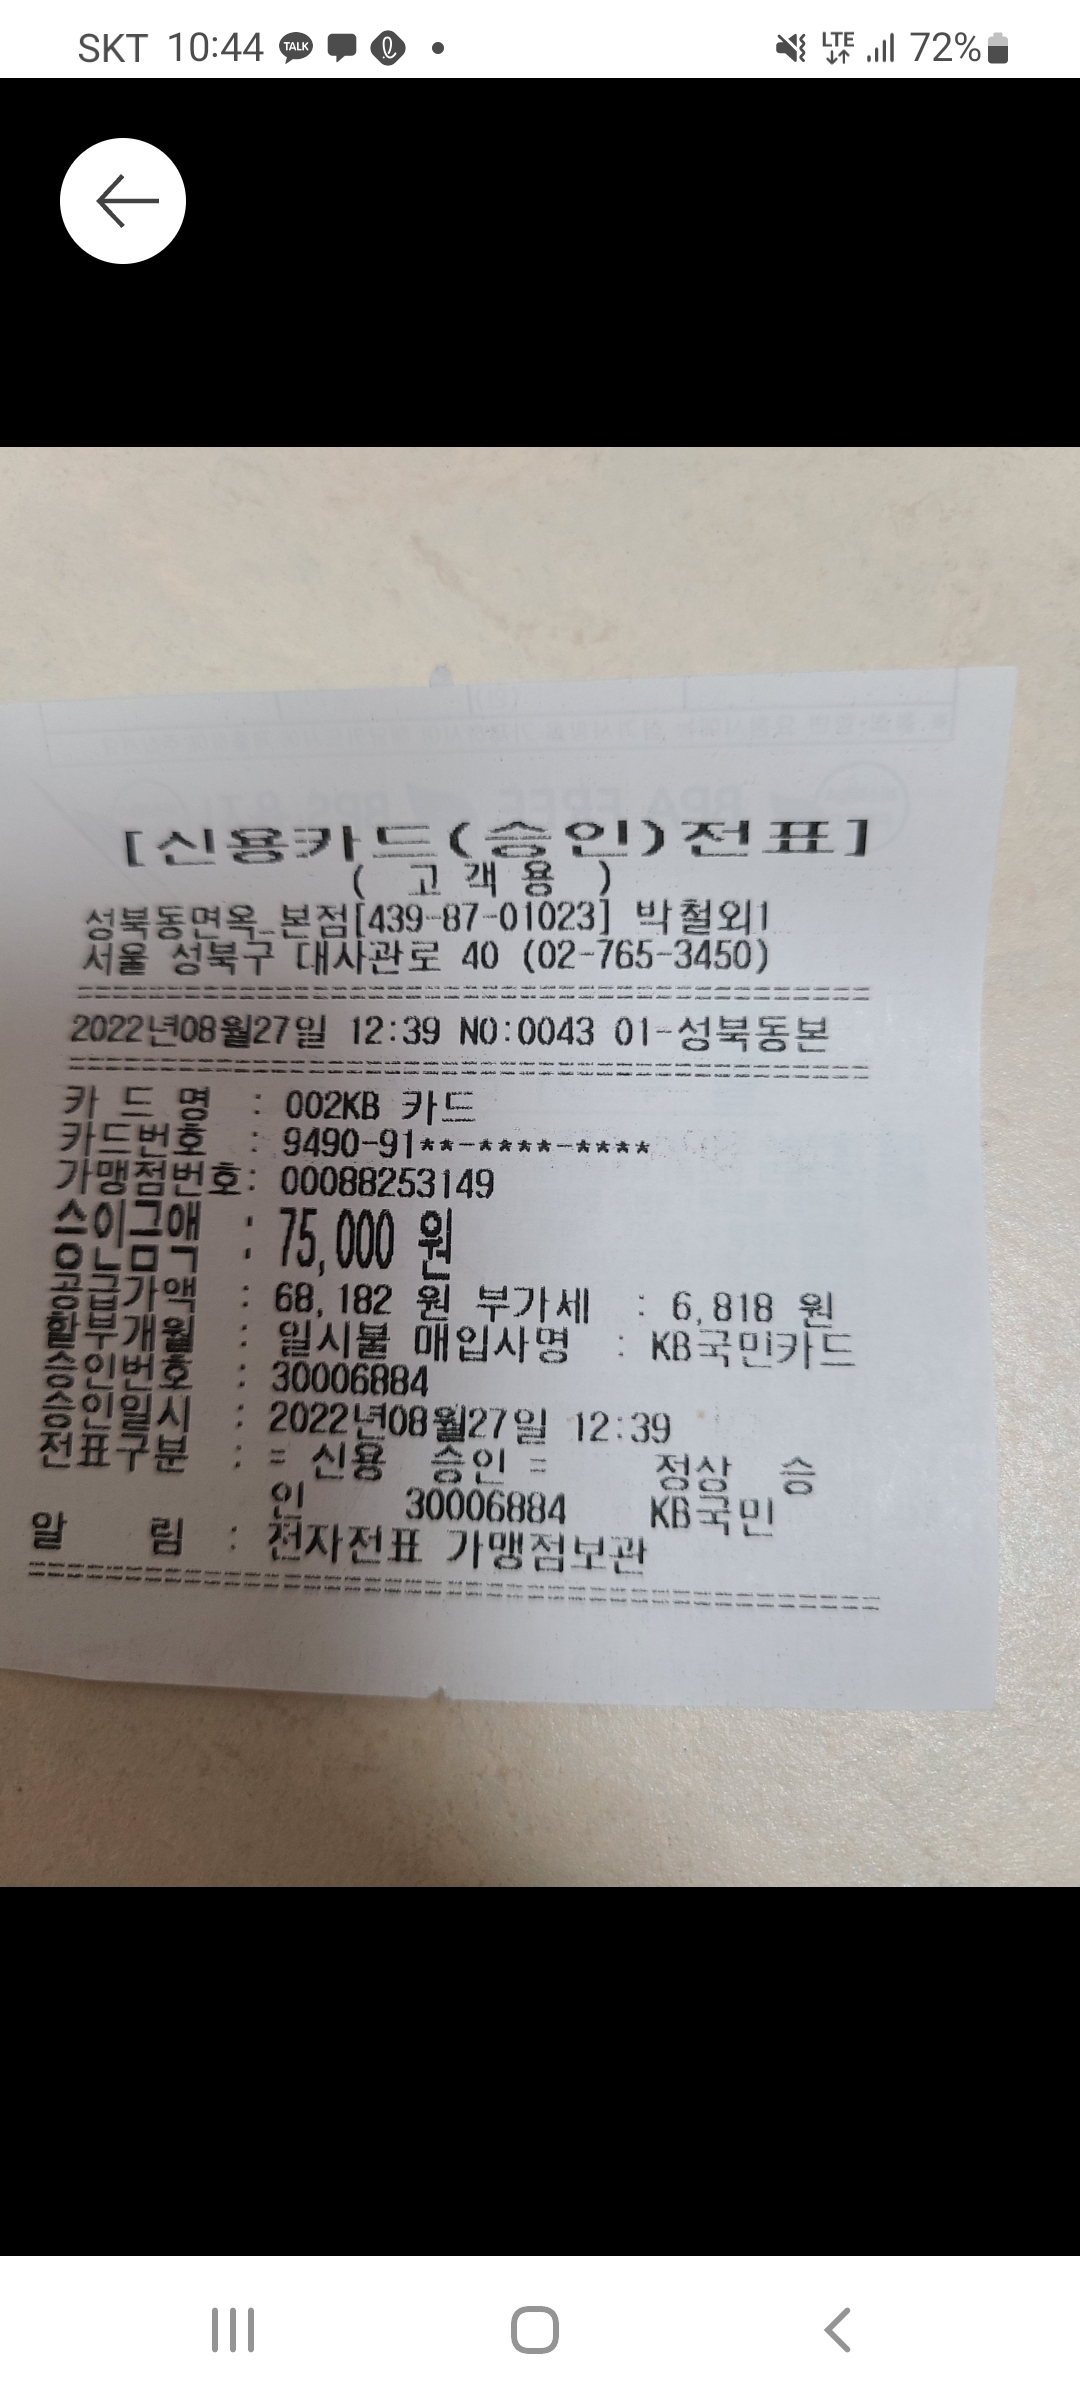 SKT 10:44 TALK LTE 72%
[신용카드(승인)전표]
( 고 객 용 )
성북동면옥_본점[439-87-01023] 박철외1
서울 성북구 대사관로 40 (02-765-3450)
2022년08월27일 12:39 NO:0043 01-성북동본
카 드 명 : 002KB 카드
카드번호 : 9490-91**-****-****
가맹점번호: 00088253149
승인금액 : 75,000 원
공급가액 : 68,182 원 부가세 : 6,818 원
할부개월 : 일시불 매입사명 : KB국민카드
승인번호 : 30006884
승인일시 : 2022년08월27일 12:39
전표구분 : = 신용 승인 = 정상 승
인 30006884 KB국민
알 림 : 전자전표 가맹점보관